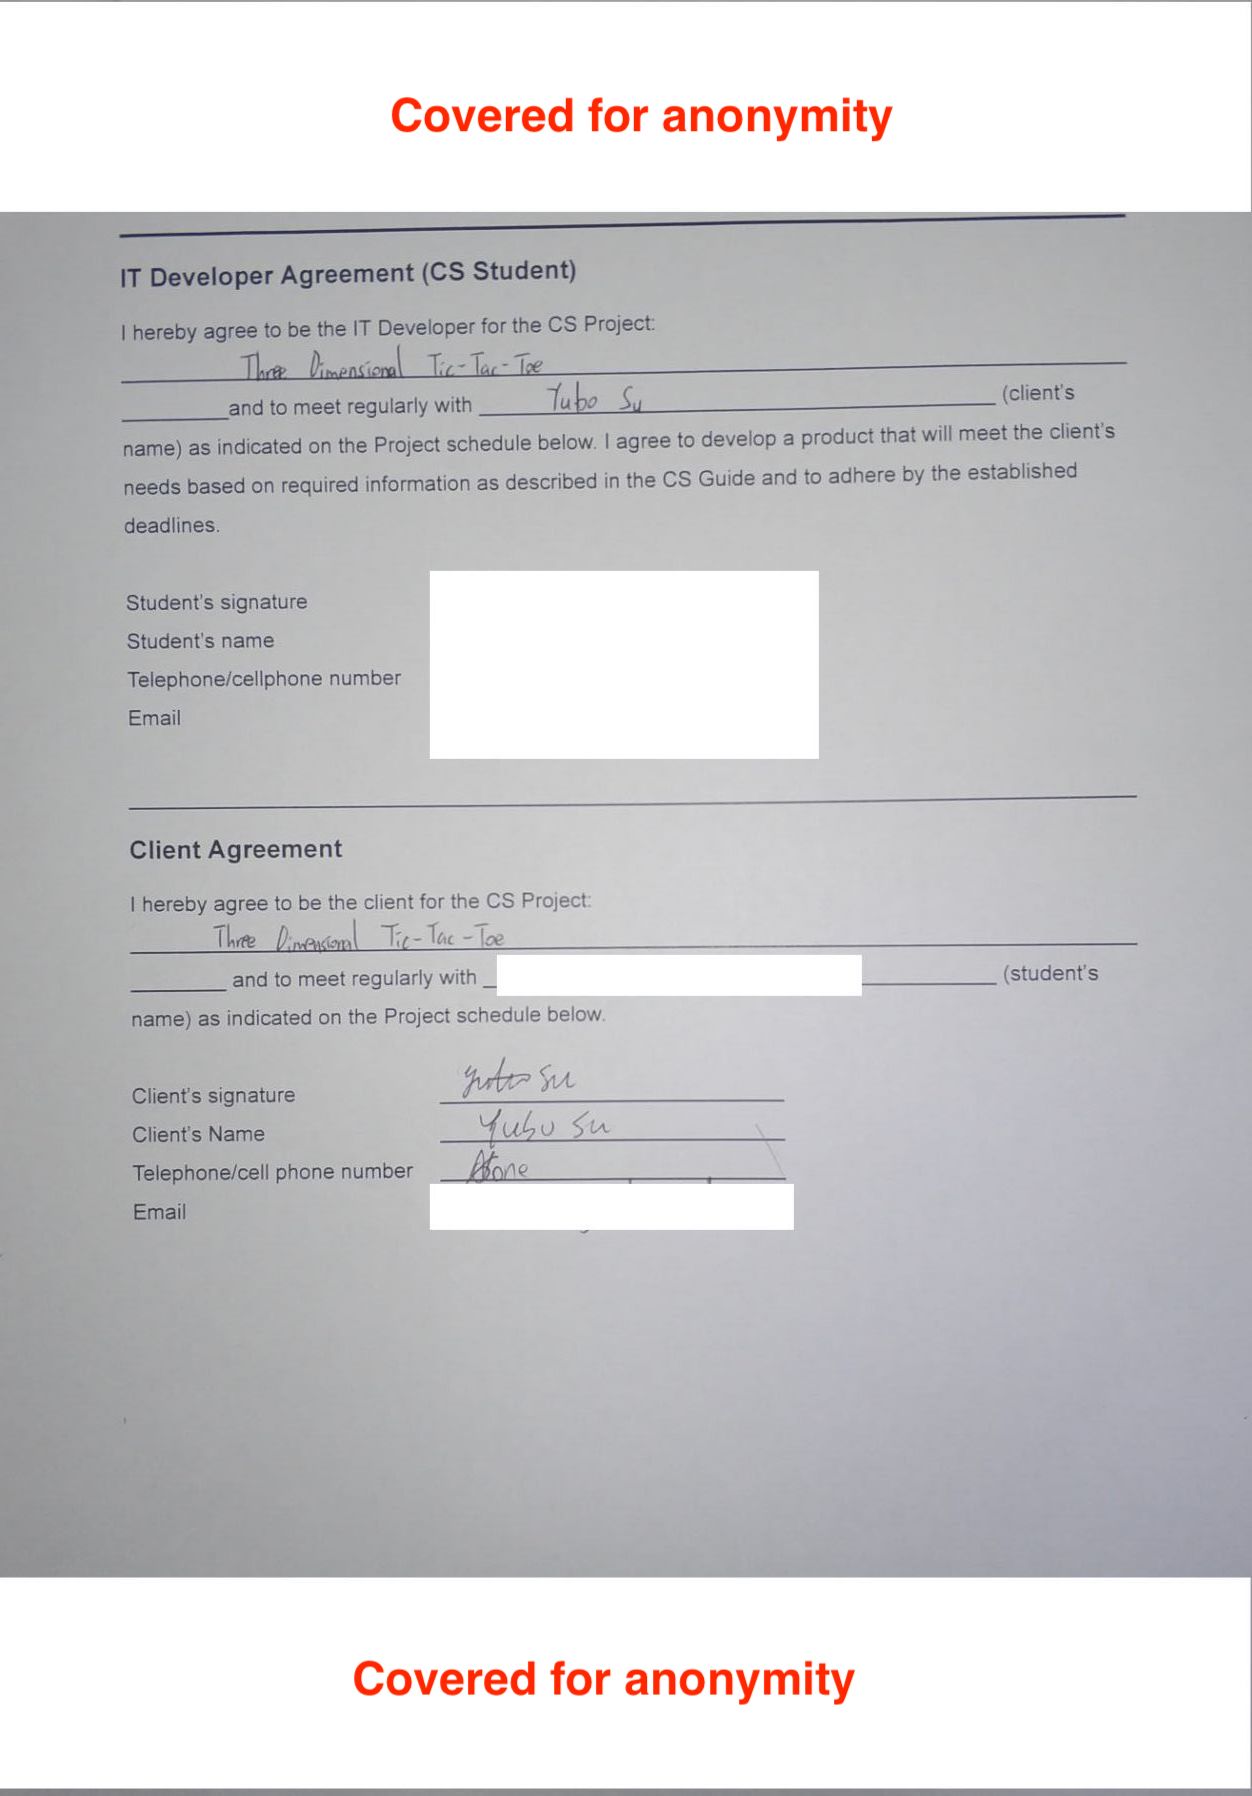 Covered for anonymity
IT Developer Agreement (CS Student)
I hereby agree to be the IT Developer for the CS Project:
Three Dimensional Tic-Tac-Toe
and to meet regularly with Yubo Su (client's
name) as indicated on the Project schedule below. I agree to develop a product that will meet the client's
needs based on required information as described in the CS Guide and to adhere by the established
deadlines.
Student's signature
Student's name
Telephone/cellphone number
Email
Client Agreement
I hereby agree to be the client for the CS Project:
Three Dimensional Tic-Tac-Toe
and to meet regularly with (student's
name) as indicated on the Project schedule below.
Client's signature Yubo Su
Client's Name Yubo Su
Telephone/cell phone number
Email
Covered for anonymity